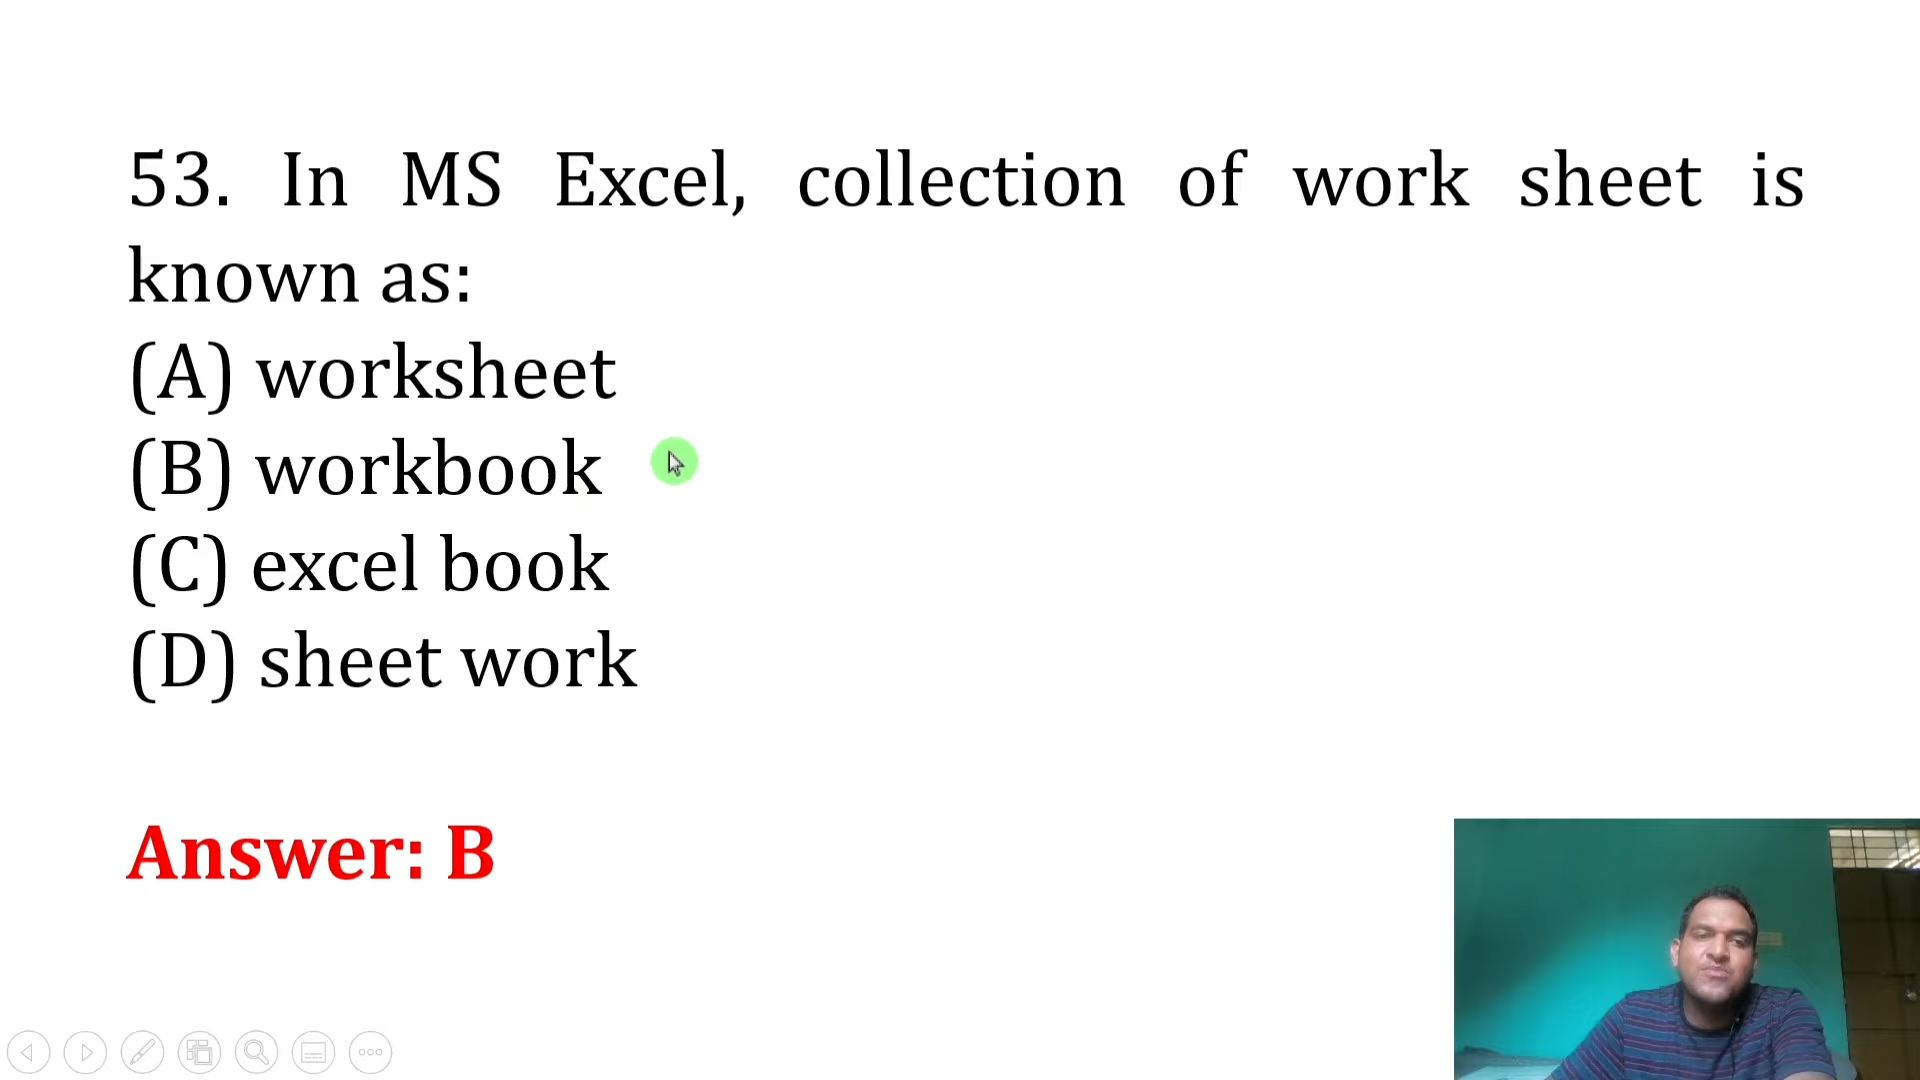 53. In MS Excel, collection of work sheet is
known as:
(A) worksheet
(B) workbook
(C) excel book
(D) sheet work
Answer: B